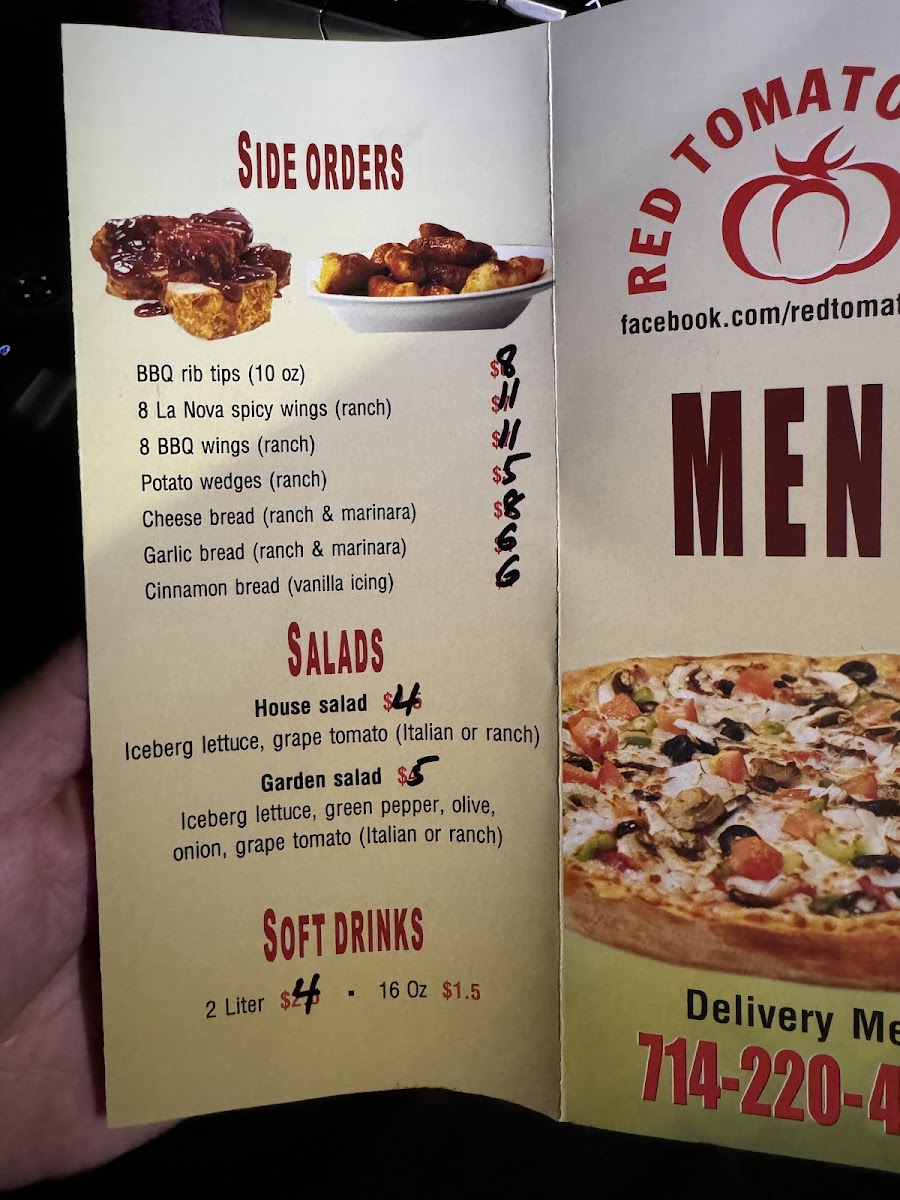 SIDE ORDERS
BBQ rib tips (10 oz) $8
8 La Nova spicy wings (ranch) $11
8 BBQ wings (ranch) $11
Potato wedges (ranch) $5
Cheese bread (ranch & marinara) $8
Garlic bread (ranch & marinara) 6
Cinnamon bread (vanilla icing) 6
SALADS
House salad $4
Iceberg lettuce, grape tomato (Italian or ranch)
Garden salad $5
Iceberg lettuce, green pepper, olive,
onion, grape tomato (Italian or ranch)
SOFT DRINKS
2 Liter $4 ▪ 16 Oz $1.5
RED TOMATO
facebook.com/redtomat
MEN
Delivery Me
714-220-4